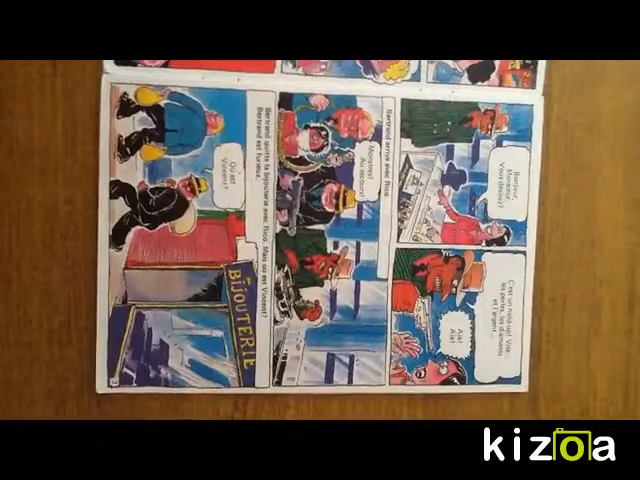 Bonjour,
Monsieur.
Vous désirez?
C'est un hold-up! Vite...
les perles, les diamants
et l'argent...
Aïe!
Aïe!
Bertrand arrive avec Rico
Monstres!
Au secours!
Bertrand quitte la bijouterie avec Rico. Mais où est Vincent?
Bertrand est furieux.
Où est
Vincent?
BIJOUTERIE
kizoa